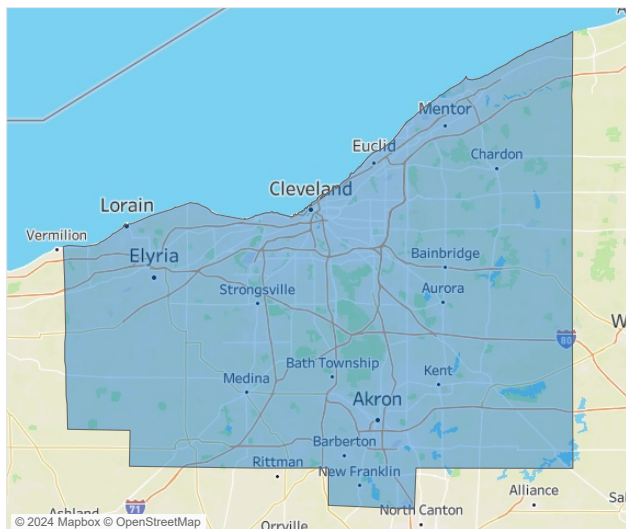 Mentor
Euclid
Chardon
Cleveland
Lorain
Vermilion
Elyria
Bainbridge
Strongsville
Aurora
80
Bath Township
Medina
Kent
Akron
Barberton
Rittman
New Franklin
Alliance
Ashland
71
North Canton
Orrville
© 2024 Mapbox © OpenStreetMap